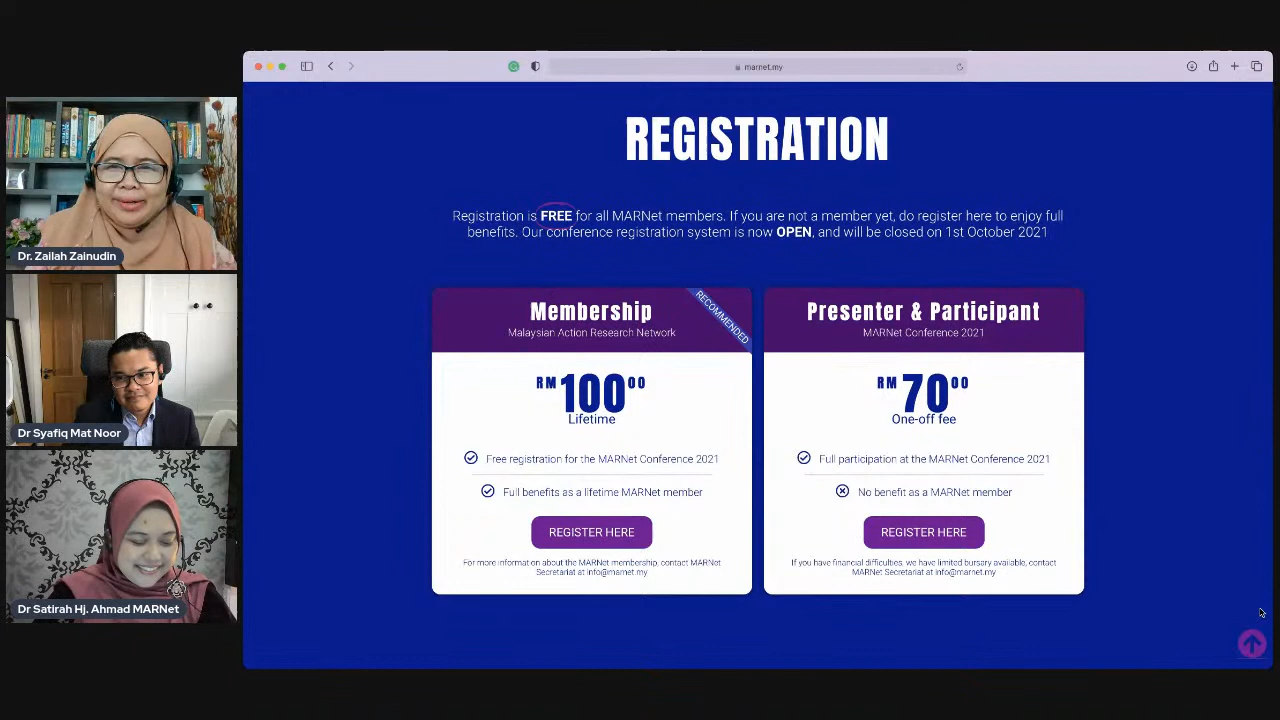 marnet.my
REGISTRATION
Registration is FREE for all MARNet members. If you are not a member yet, do register here to enjoy full
benefits. Our conference registration system is now OPEN, and will be closed on 1st October 2021
Membership
RECOMMENDED
Malaysian Action Research Network
RM 100 00
Lifetime
Free registration for the MARNet Conference 2021
Full benefits as a lifetime MARNet member
REGISTER HERE
For more information about the MARNet membership, contact MARNet
Secretariat at info@marnet.my
Presenter & Participant
MARNet Conference 2021
RM 70 00
One-off fee
Full participation at the MARNet Conference 2021
No benefit as a MARNet member
REGISTER HERE
If you have financial difficulties, we have limited bursary available, contact
MARNet Secretariat at info@marnet.my
Dr. Zailah Zainudin
Dr Syafiq Mat Noor
Dr Satirah Hj. Ahmad MARNet